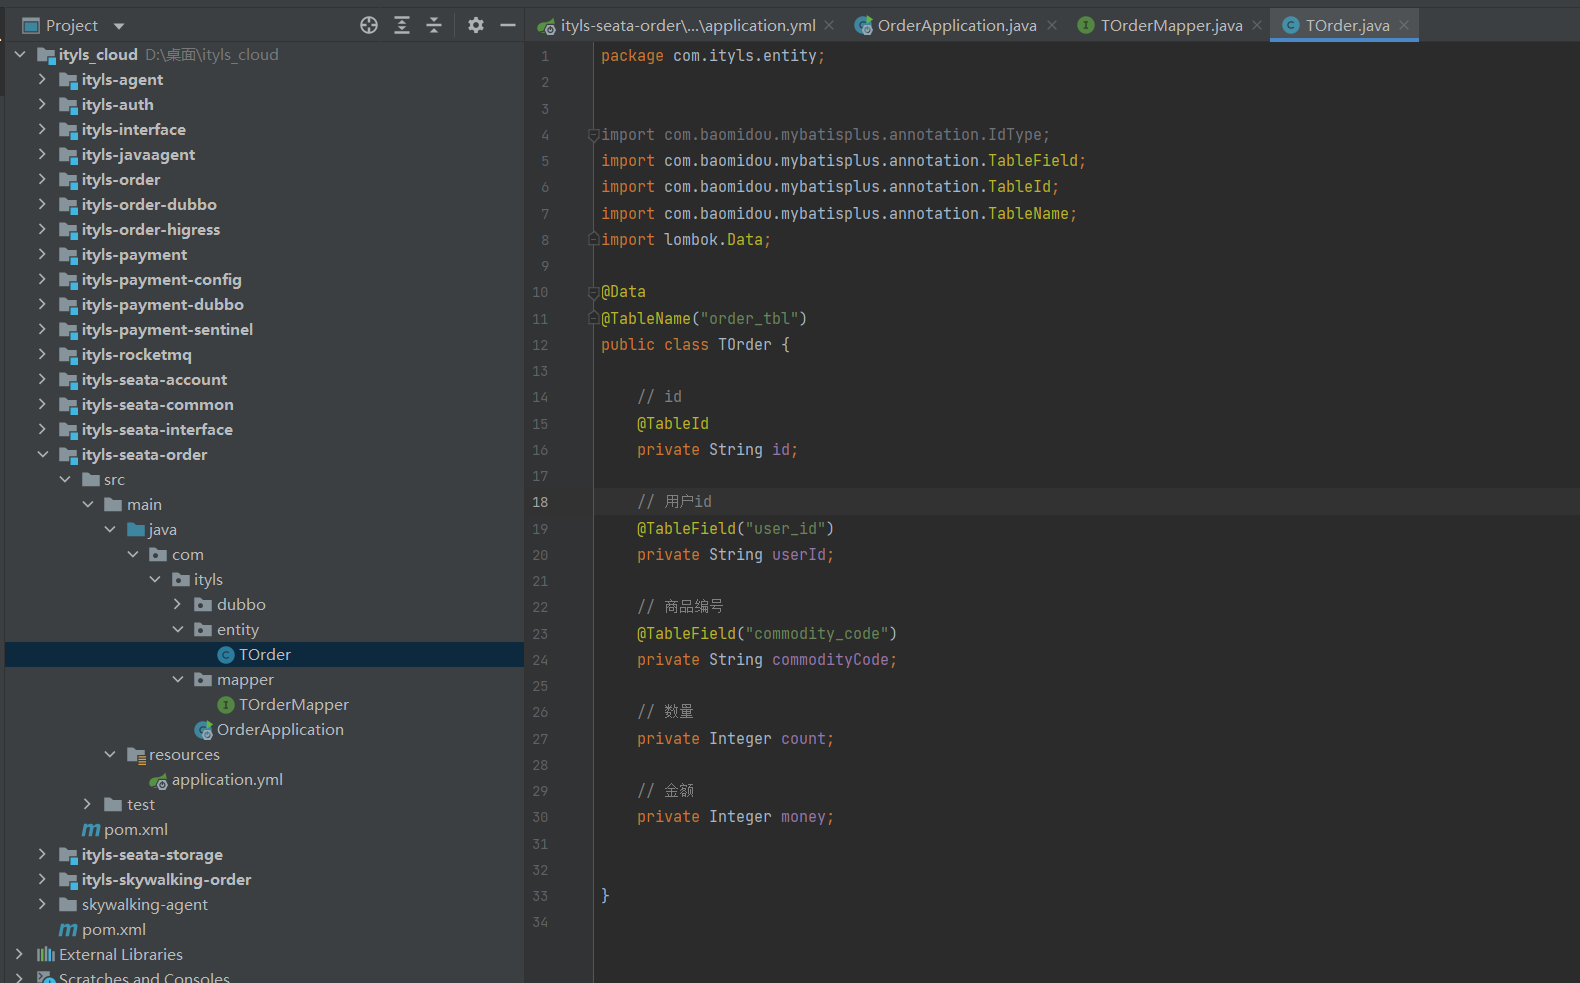 Project
ityls_cloud D:\桌面\ityls_cloud
ityls-agent
ityls-auth
ityls-interface
ityls-javaagent
ityls-order
ityls-order-dubbo
ityls-order-higress
ityls-payment
ityls-payment-config
ityls-payment-dubbo
ityls-payment-sentinel
ityls-rocketmq
ityls-seata-account
ityls-seata-common
ityls-seata-interface
ityls-seata-order
src
main
java
com
ityls
dubbo
entity
TOrder
mapper
TOrderMapper
OrderApplication
resources
application.yml
test
pom.xml
ityls-seata-storage
ityls-skywalking-order
skywalking-agent
pom.xml
External Libraries
Scratches and Consoles
ityls-seata-order\...\application.yml
OrderApplication.java
TOrderMapper.java
TOrder.java
1 package com.ityls.entity;
2
3
4 import com.baomidou.mybatisplus.annotation.IdType;
5 import com.baomidou.mybatisplus.annotation.TableField;
6 import com.baomidou.mybatisplus.annotation.TableId;
7 import com.baomidou.mybatisplus.annotation.TableName;
8 import lombok.Data;
9
10 @Data
11 @TableName("order_tbl")
12 public class TOrder {
13
14 // id
15 @TableId
16 private String id;
17
18 // 用户id
19 @TableField("user_id")
20 private String userId;
21
22 // 商品编号
23 @TableField("commodity_code")
24 private String commodityCode;
25
26 // 数量
27 private Integer count;
28
29 // 金额
30 private Integer money;
31
32
33 }
34